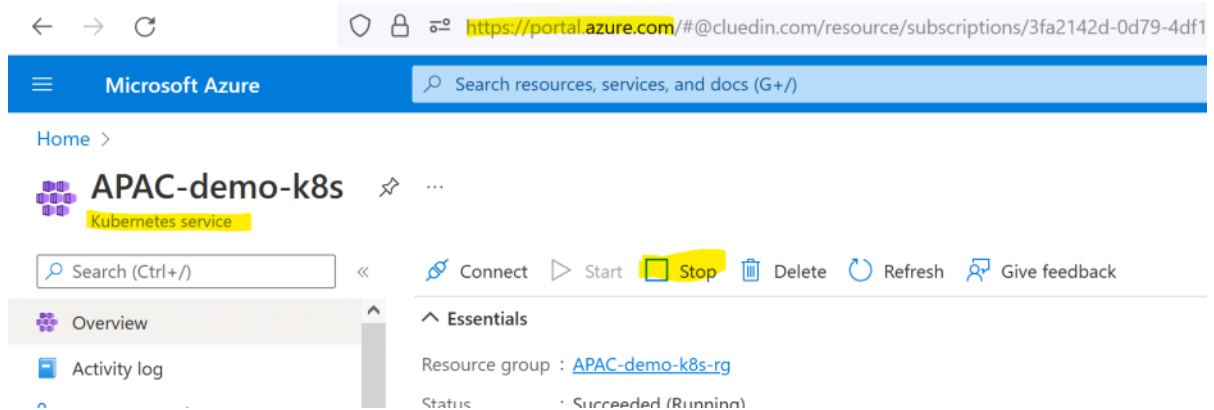 https://portal.azure.com/#@cluedin.com/resource/subscriptions/3fa2142d-0d79-4df1
Microsoft Azure
Search resources, services, and docs (G+/)
Home >
APAC-demo-k8s ...
Kubernetes service
Search (Ctrl+/) «
Connect Start Stop Delete Refresh Give feedback
Overview
Essentials
Activity log
Resource group : APAC-demo-k8s-rg
Status : Succeeded (Running)